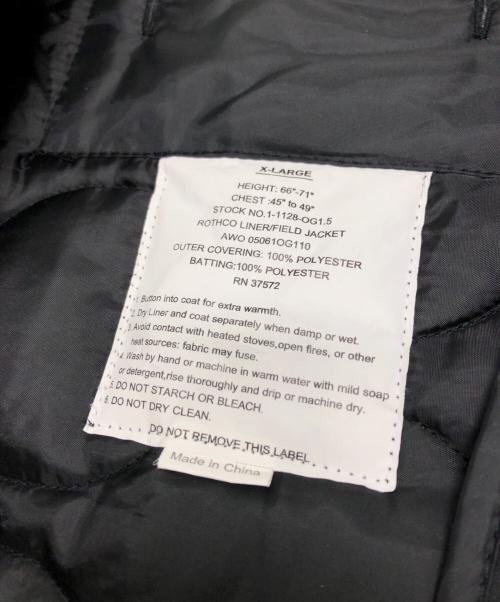 X-LARGE
HEIGHT: 66"-71"
CHEST :45" to 49"
STOCK NO.1-1128-OG1.5
ROTHCO LINER/FIELD JACKET
AWO 05061OG110
OUTER COVERING: 100% POLYESTER
BATTING:100% POLYESTER
RN 37572
1. Button into coat for extra warmth.
2. Dry Liner and coat separately when damp or wet.
3. Avoid contact with heated stoves,open fires, or other
heat sources: fabric may fuse.
4. Wash by hand or machine in warm water with mild soap
or detergent,rise thoroughly and drip or machine dry.
5. DO NOT STARCH OR BLEACH.
6. DO NOT DRY CLEAN.
DO NOT REMOVE THIS LABEL
Made in China